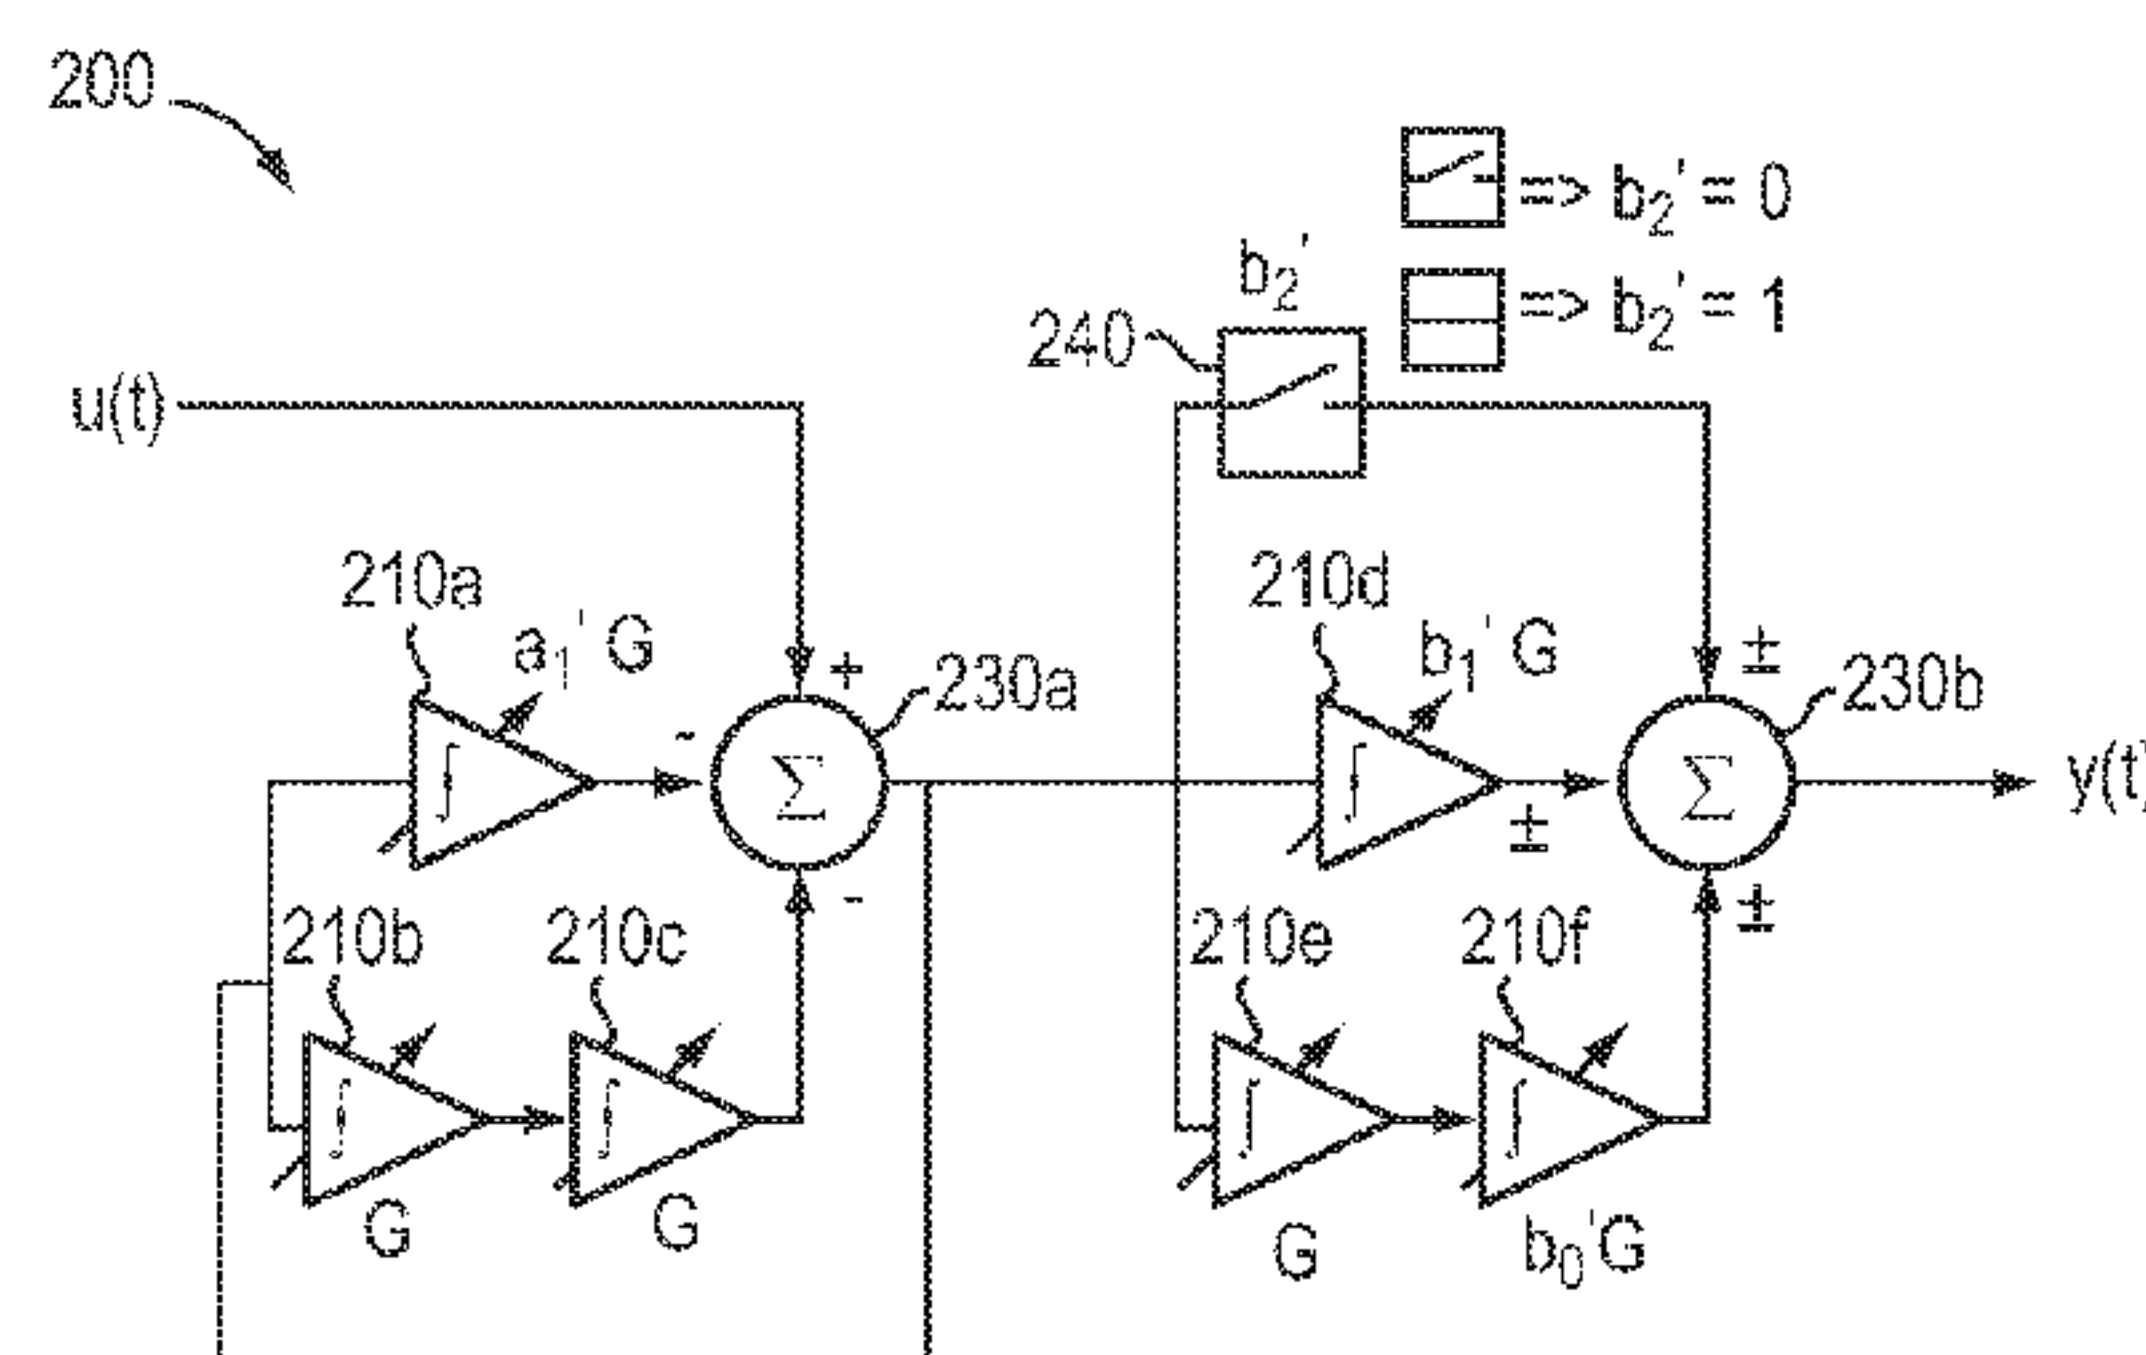 200
=> b₂' = 0
b₂'
=> b₂' = 1
240
u(t)
210a
a₁'G
210d
b₁'G
+
±
230a
230b
-
∫
Σ
∫
±
Σ
y(t)
-
±
210b
210c
210e
210f
∫
∫
∫
∫
G
G
G
b₀'G